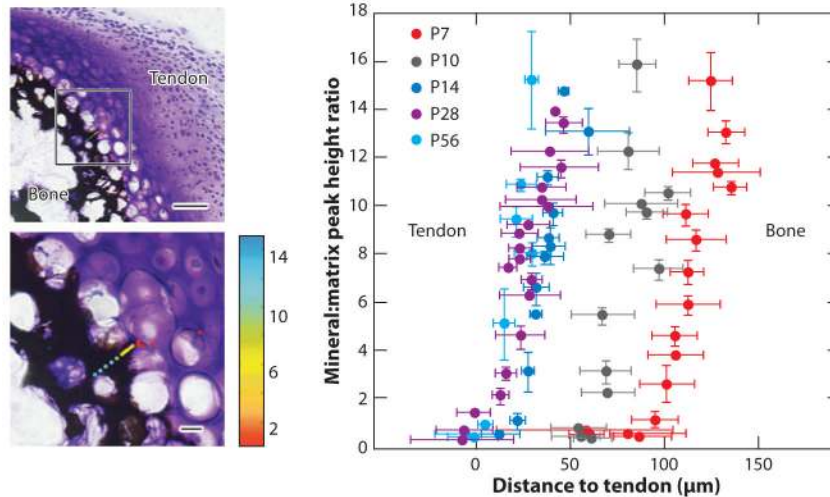 Tendon
Bone
14
10
6
2
18
16
14
12
10
8
6
4
2
0
Mineral:matrix peak height ratio
P7
P10
P14
P28
P56
Tendon
Bone
0
50
100
150
Distance to tendon (μm)